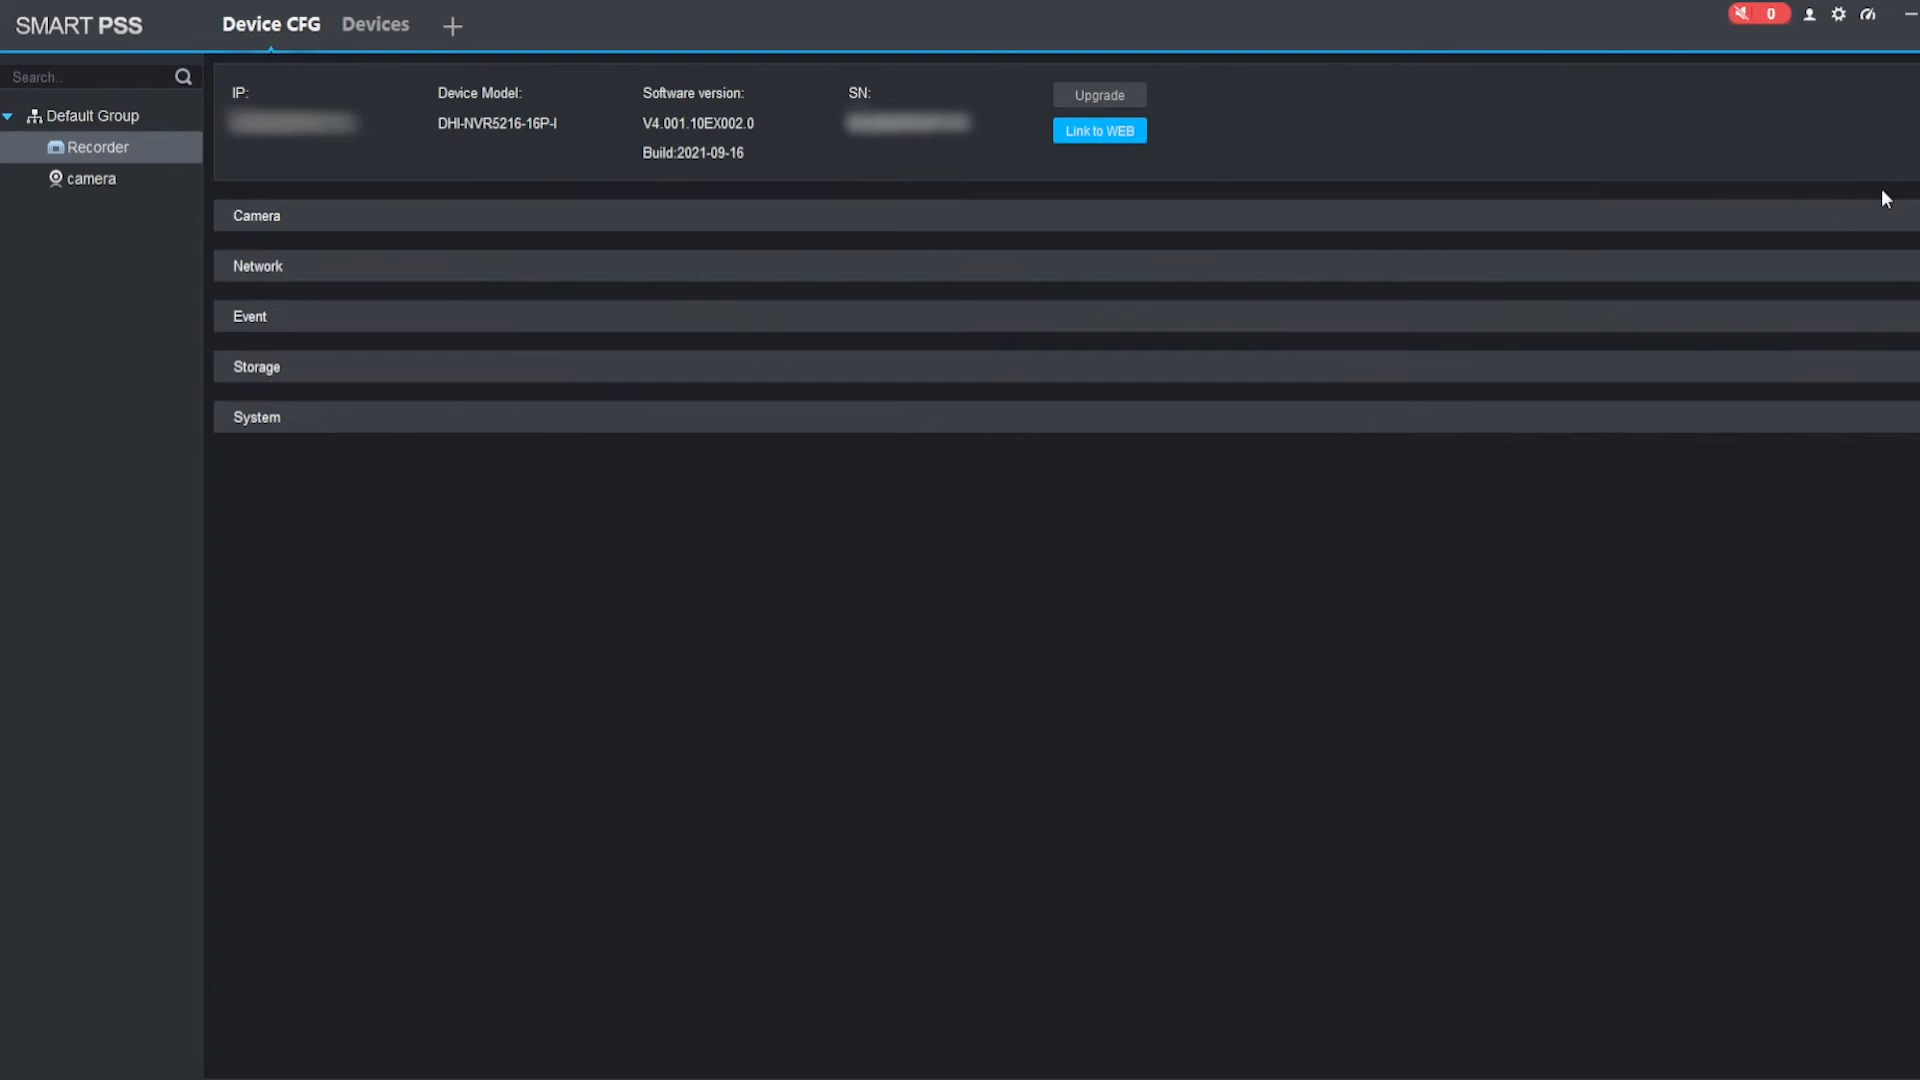 SMART PSS
Device CFG
Devices
0
Search..
Default Group
Recorder
camera
IP:
Device Model:
DHI-NVR5216-16P-I
Software version:
V4.001.10EX002.0
Build:2021-09-16
SN:
Upgrade
Link to WEB
Camera
Network
Event
Storage
System